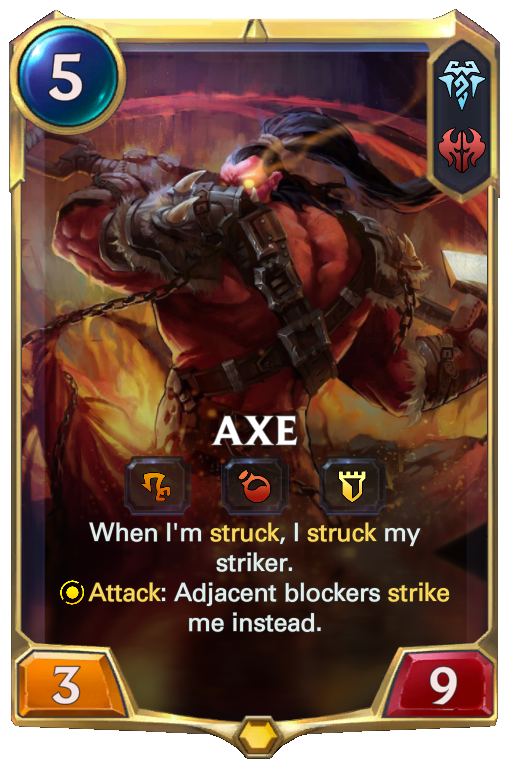 5
AXE
When I'm struck, I struck my
striker.
Attack: Adjacent blockers strike
me instead.
3
9